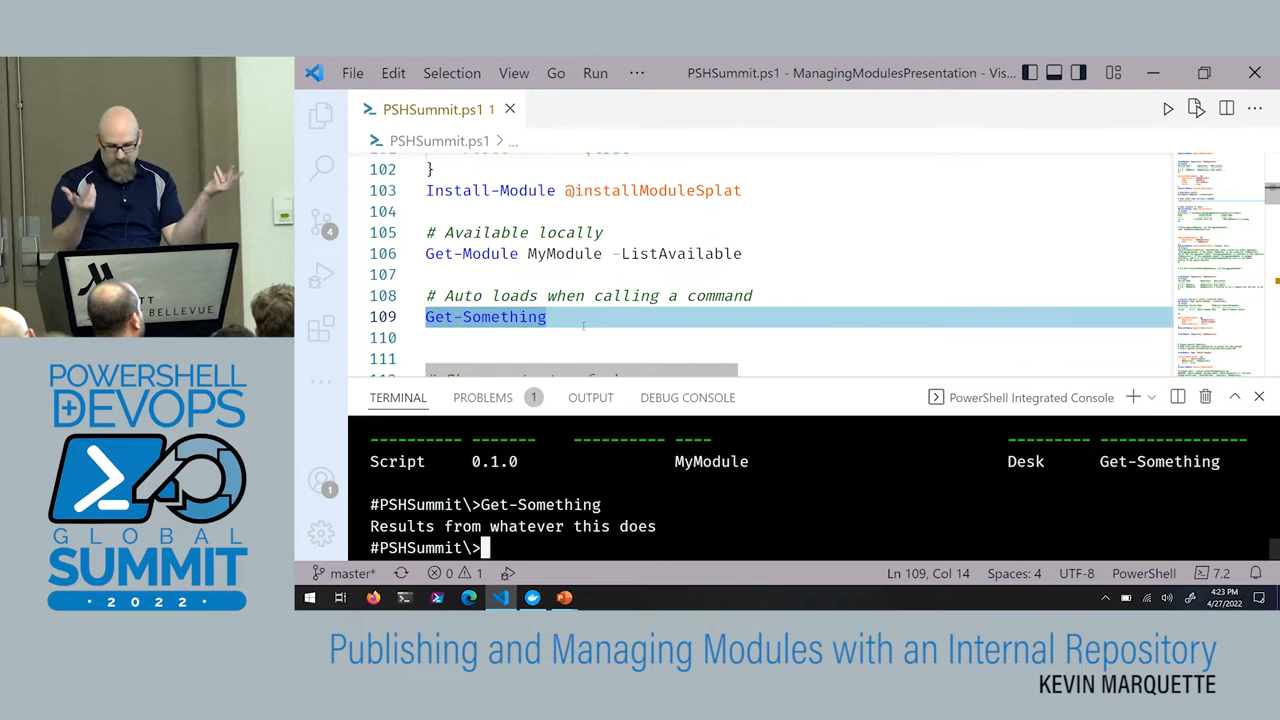 File Edit Selection View Go Run ··· PSHSummit.ps1 - ManagingModulesPresentation - Vis...
PSHSummit.ps1 1
PSHSummit.ps1 > ...
102 }
103 Install-Module @InstallModuleSplat
104
105 # Available locally
106 Get-Module MyModule -ListAvailable
107
108 # Auto loads when calling a command
109 Get-Something
110
111
4
1
TERMINAL PROBLEMS 1 OUTPUT DEBUG CONSOLE PowerShell Integrated Console
---------- ------- ---------- ---- --------- ----------------
Script 0.1.0 MyModule Desk Get-Something
#PSHSummit\>Get-Something
Results from whatever this does
#PSHSummit\>
master* 0 1 Ln 109, Col 14 Spaces: 4 UTF-8 PowerShell 7.2
4:23 PM
4/27/2022
BELLEVUE
POWERSHELL
+DEVOPS
GLOBAL
SUMMIT
· 2022 ·
Publishing and Managing Modules with an Internal Repository
KEVIN MARQUETTE